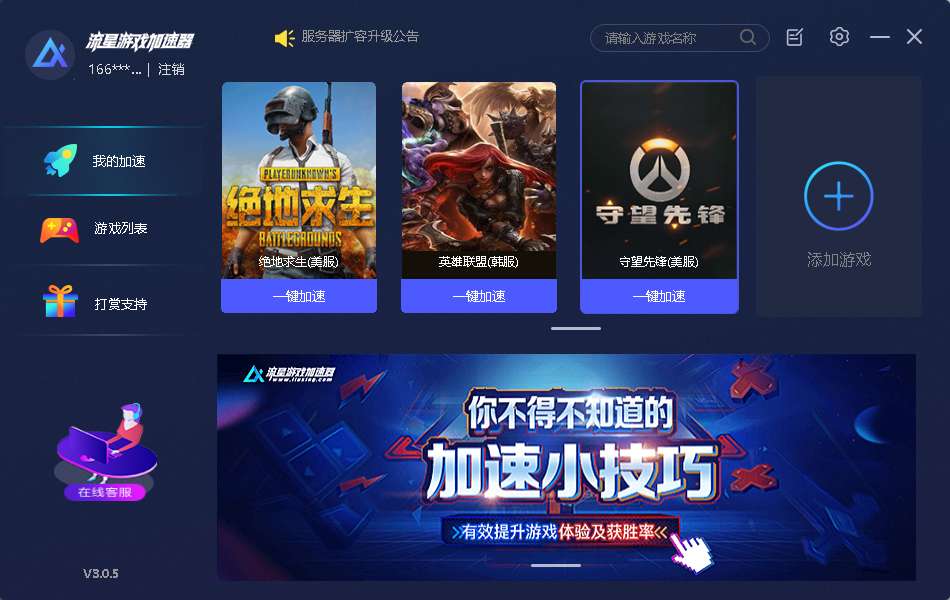 流星游戏加速器
166***... | 注销
服务器扩容升级公告
请输入游戏名称
我的加速
游戏列表
打赏支持
在线客服
V3.0.5
PLAYERUNKNOWN'S
绝地求生
BATTLEGROUNDS
绝地求生(美服)
一键加速
英雄联盟(韩服)
一键加速
守望先锋
守望先锋(美服)
一键加速
添加游戏
流星游戏加速器
www.liuxing.com
你不得不知道的
加速小技巧
有效提升游戏体验及获胜率